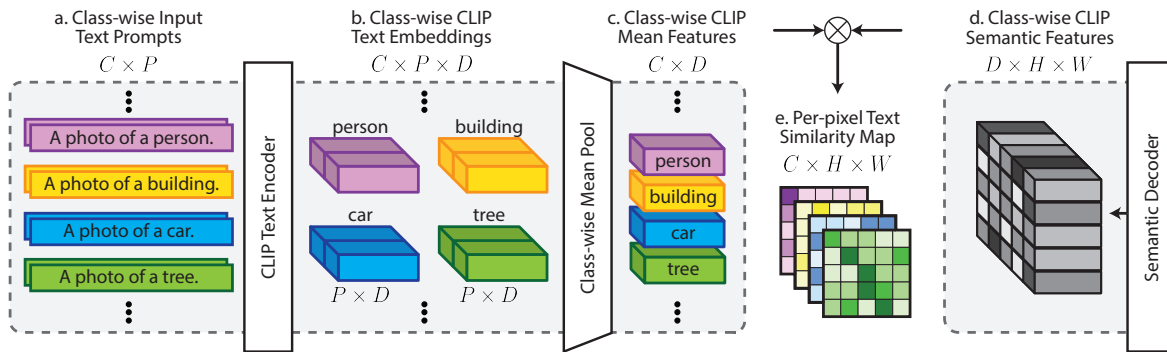 a. Class-wise Input
Text Prompts
C × P
A photo of a person.
A photo of a building.
A photo of a car.
A photo of a tree.
CLIP Text Encoder
b. Class-wise CLIP
Text Embeddings
C × P × D
person
building
car
tree
P × D
P × D
Class-wise Mean Pool
c. Class-wise CLIP
Mean Features
C × D
person
building
car
tree
e. Per-pixel Text
Similarity Map
C × H × W
d. Class-wise CLIP
Semantic Features
D × H × W
Semantic Decoder